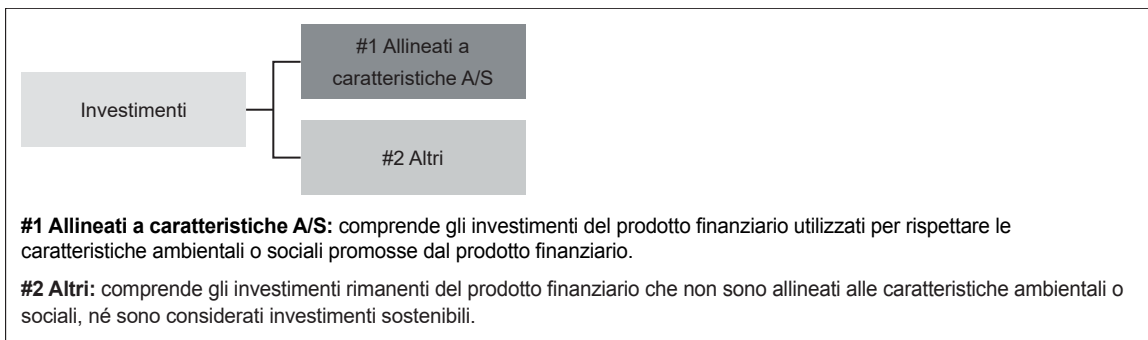 #1 Allineati a
caratteristiche A/S
Investimenti
#2 Altri
#1 Allineati a caratteristiche A/S: comprende gli investimenti del prodotto finanziario utilizzati per rispettare le
caratteristiche ambientali o sociali promosse dal prodotto finanziario.
#2 Altri: comprende gli investimenti rimanenti del prodotto finanziario che non sono allineati alle caratteristiche ambientali o
sociali, né sono considerati investimenti sostenibili.